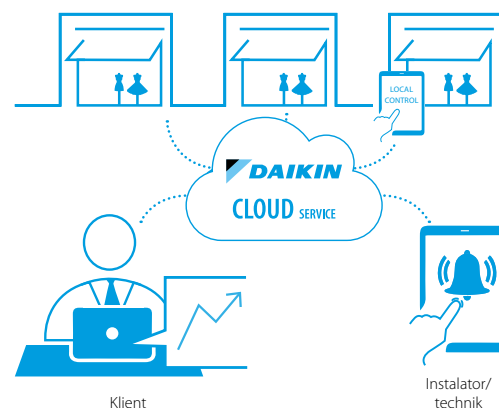 LOCAL
CONTROL
DAIKIN
CLOUD SERVICE
Klient
Instalator/
technik